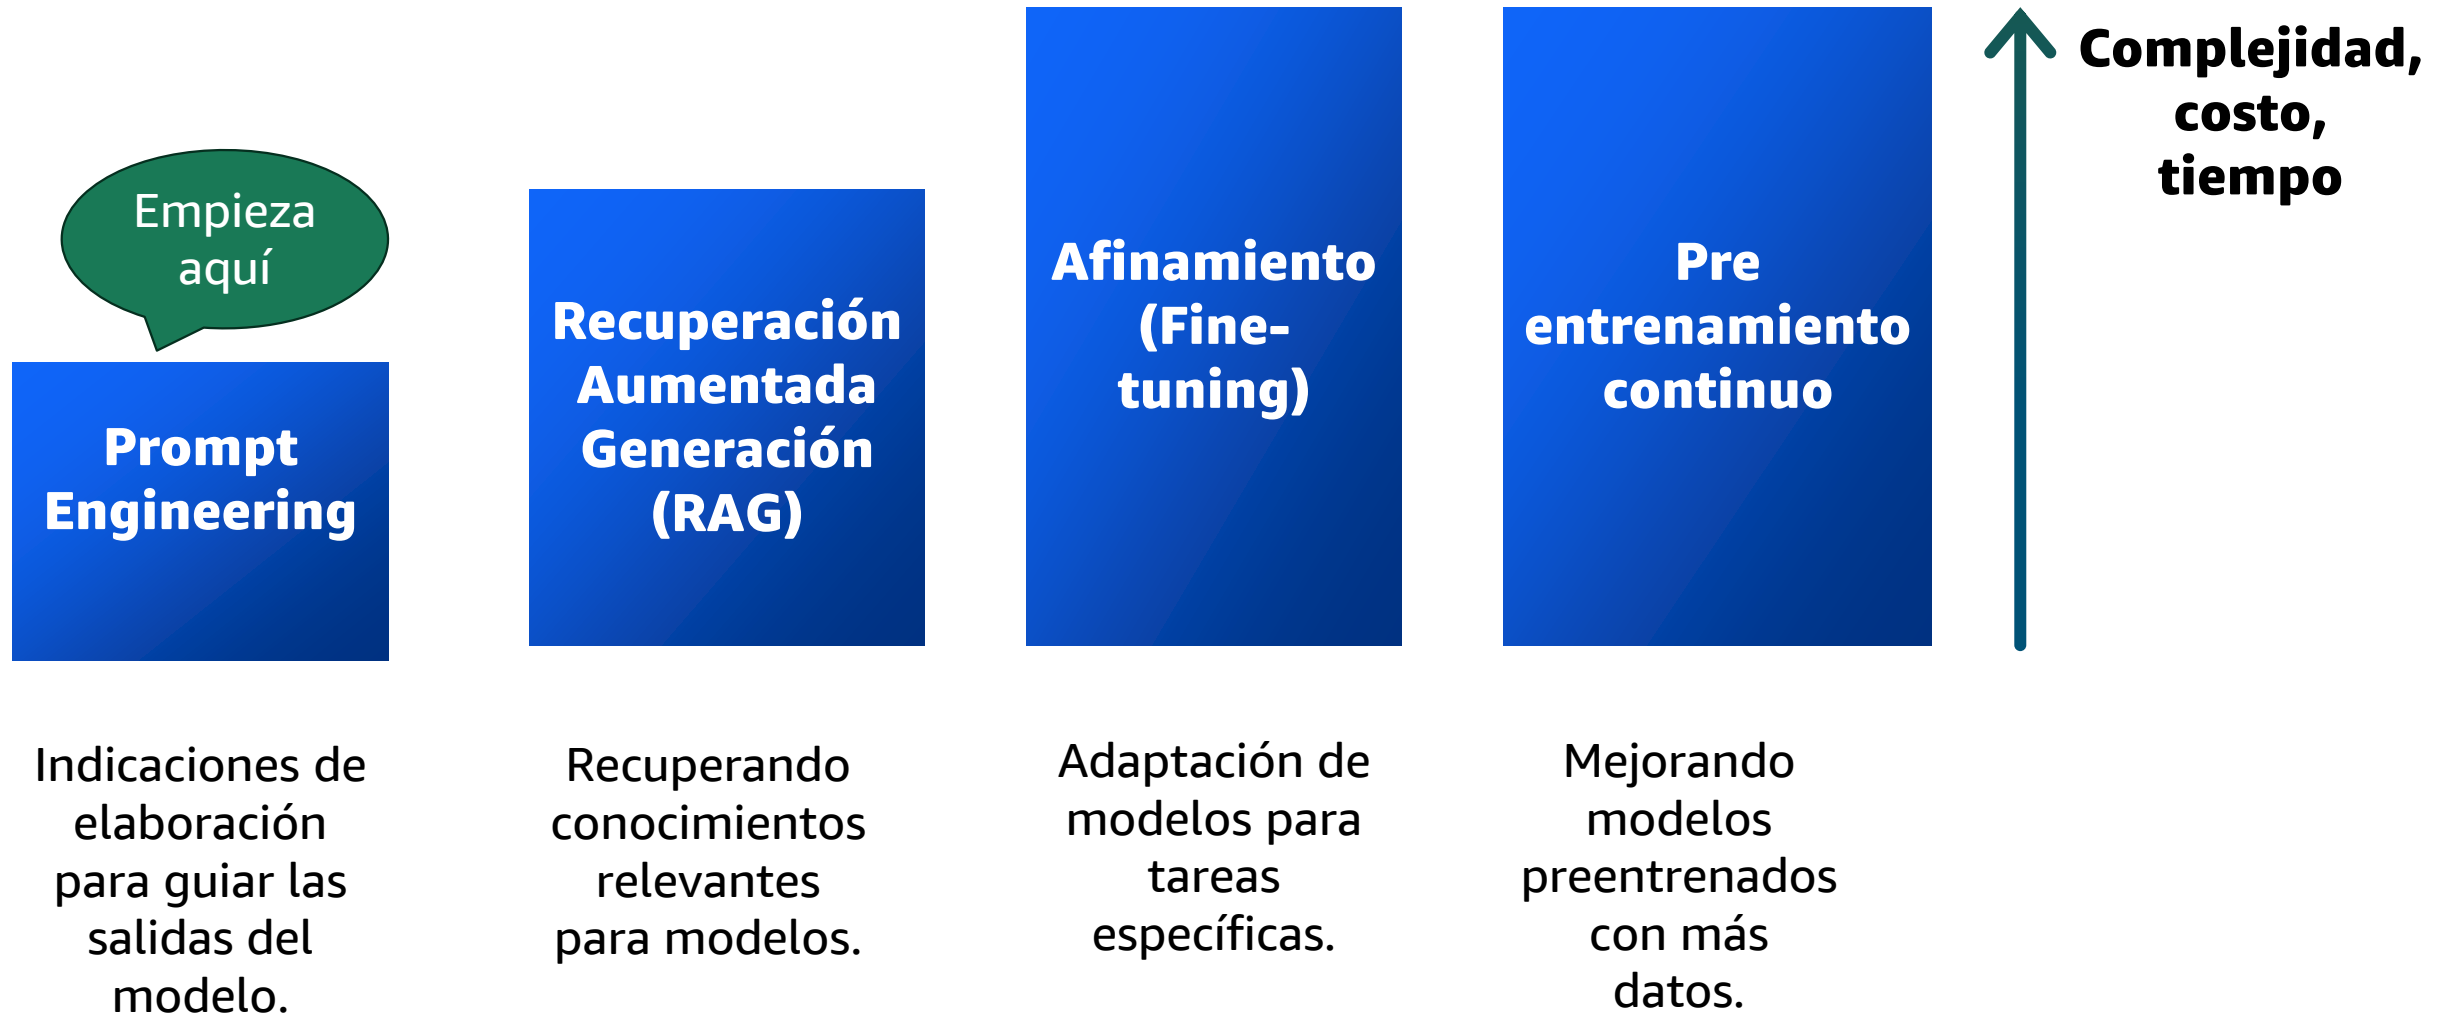 Empieza
aquí
Prompt
Engineering
Indicaciones de
elaboración
para guiar las
salidas del
modelo.
Recuperación
Aumentada
Generación
(RAG)
Recuperando
conocimientos
relevantes
para modelos.
Afinamiento
(Fine-
tuning)
Adaptación de
modelos para
tareas
específicas.
Pre
entrenamiento
continuo
Mejorando
modelos
preentrenados
con más
datos.
Complejidad,
costo,
tiempo